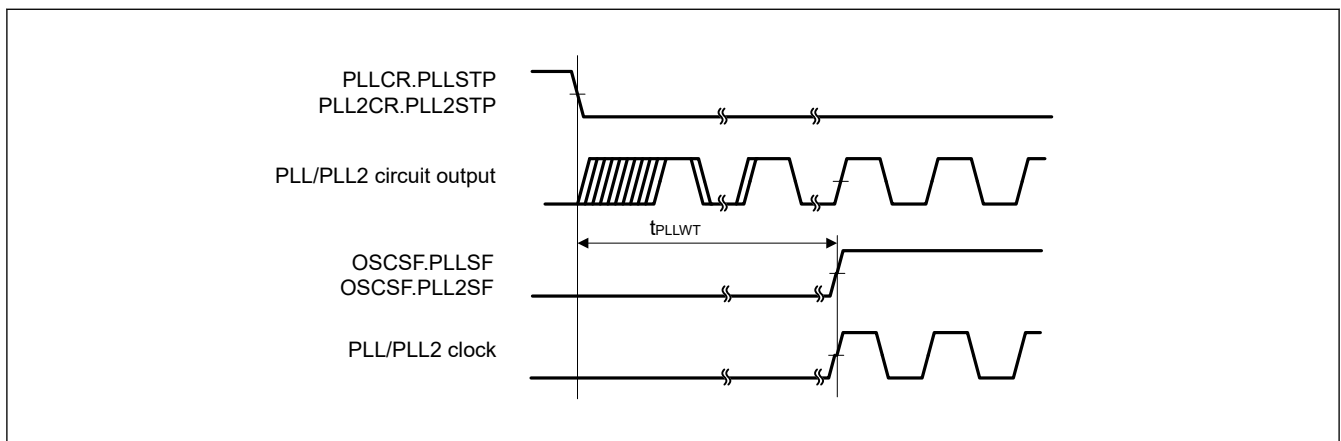 PLLCR.PLLSTP
PLL2CR.PLL2STP
PLL/PLL2 circuit output
tPLLWT
OSCSF.PLLSF
OSCSF.PLL2SF
PLL/PLL2 clock